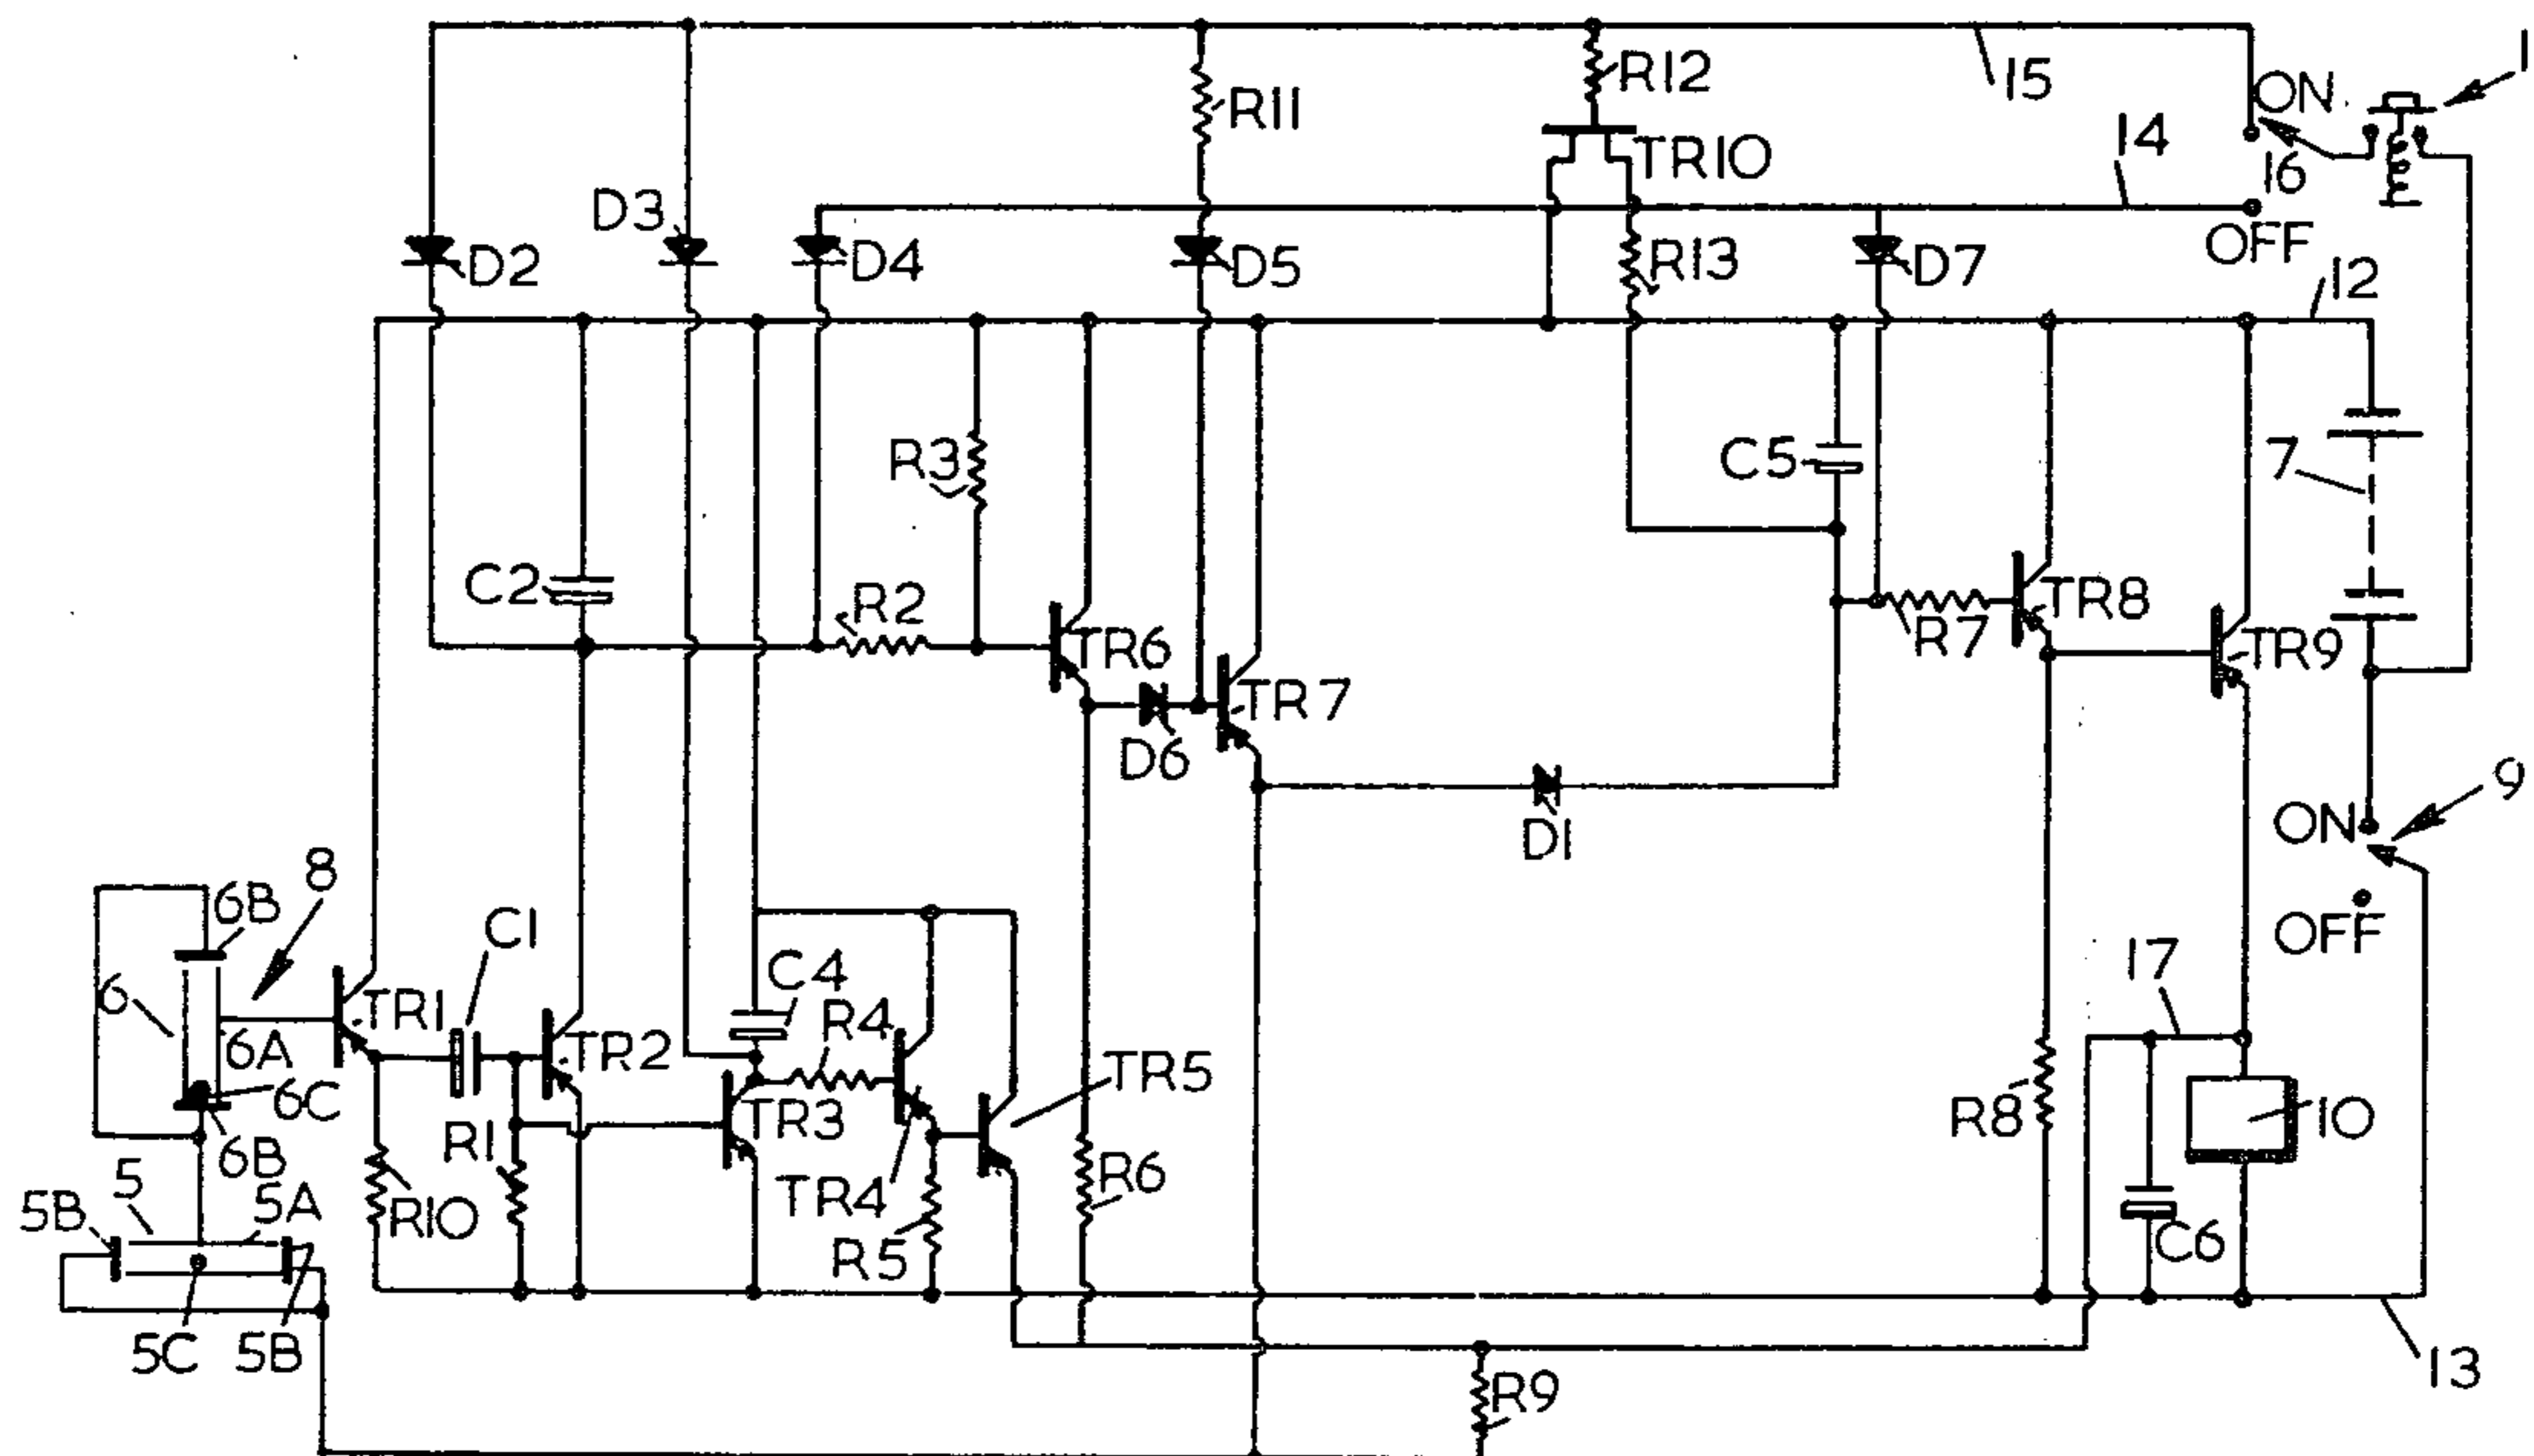 R12
15
ON
1
R11
TR10
14
16
D3
OFF
D2
D4
D5
R13
D7
12
R3
C5
7
C2
R2
TR8
R7
TR6
TR9
TR7
D6
D1
9
ON
8
6B
C1
OFF
17
C4
6
TR1
R4
6A
TR2
TR5
6C
TR3
10
R1
R8
6B
5
5A
TR4
R6
5B
R10
R5
C6
5C
5B
13
R9